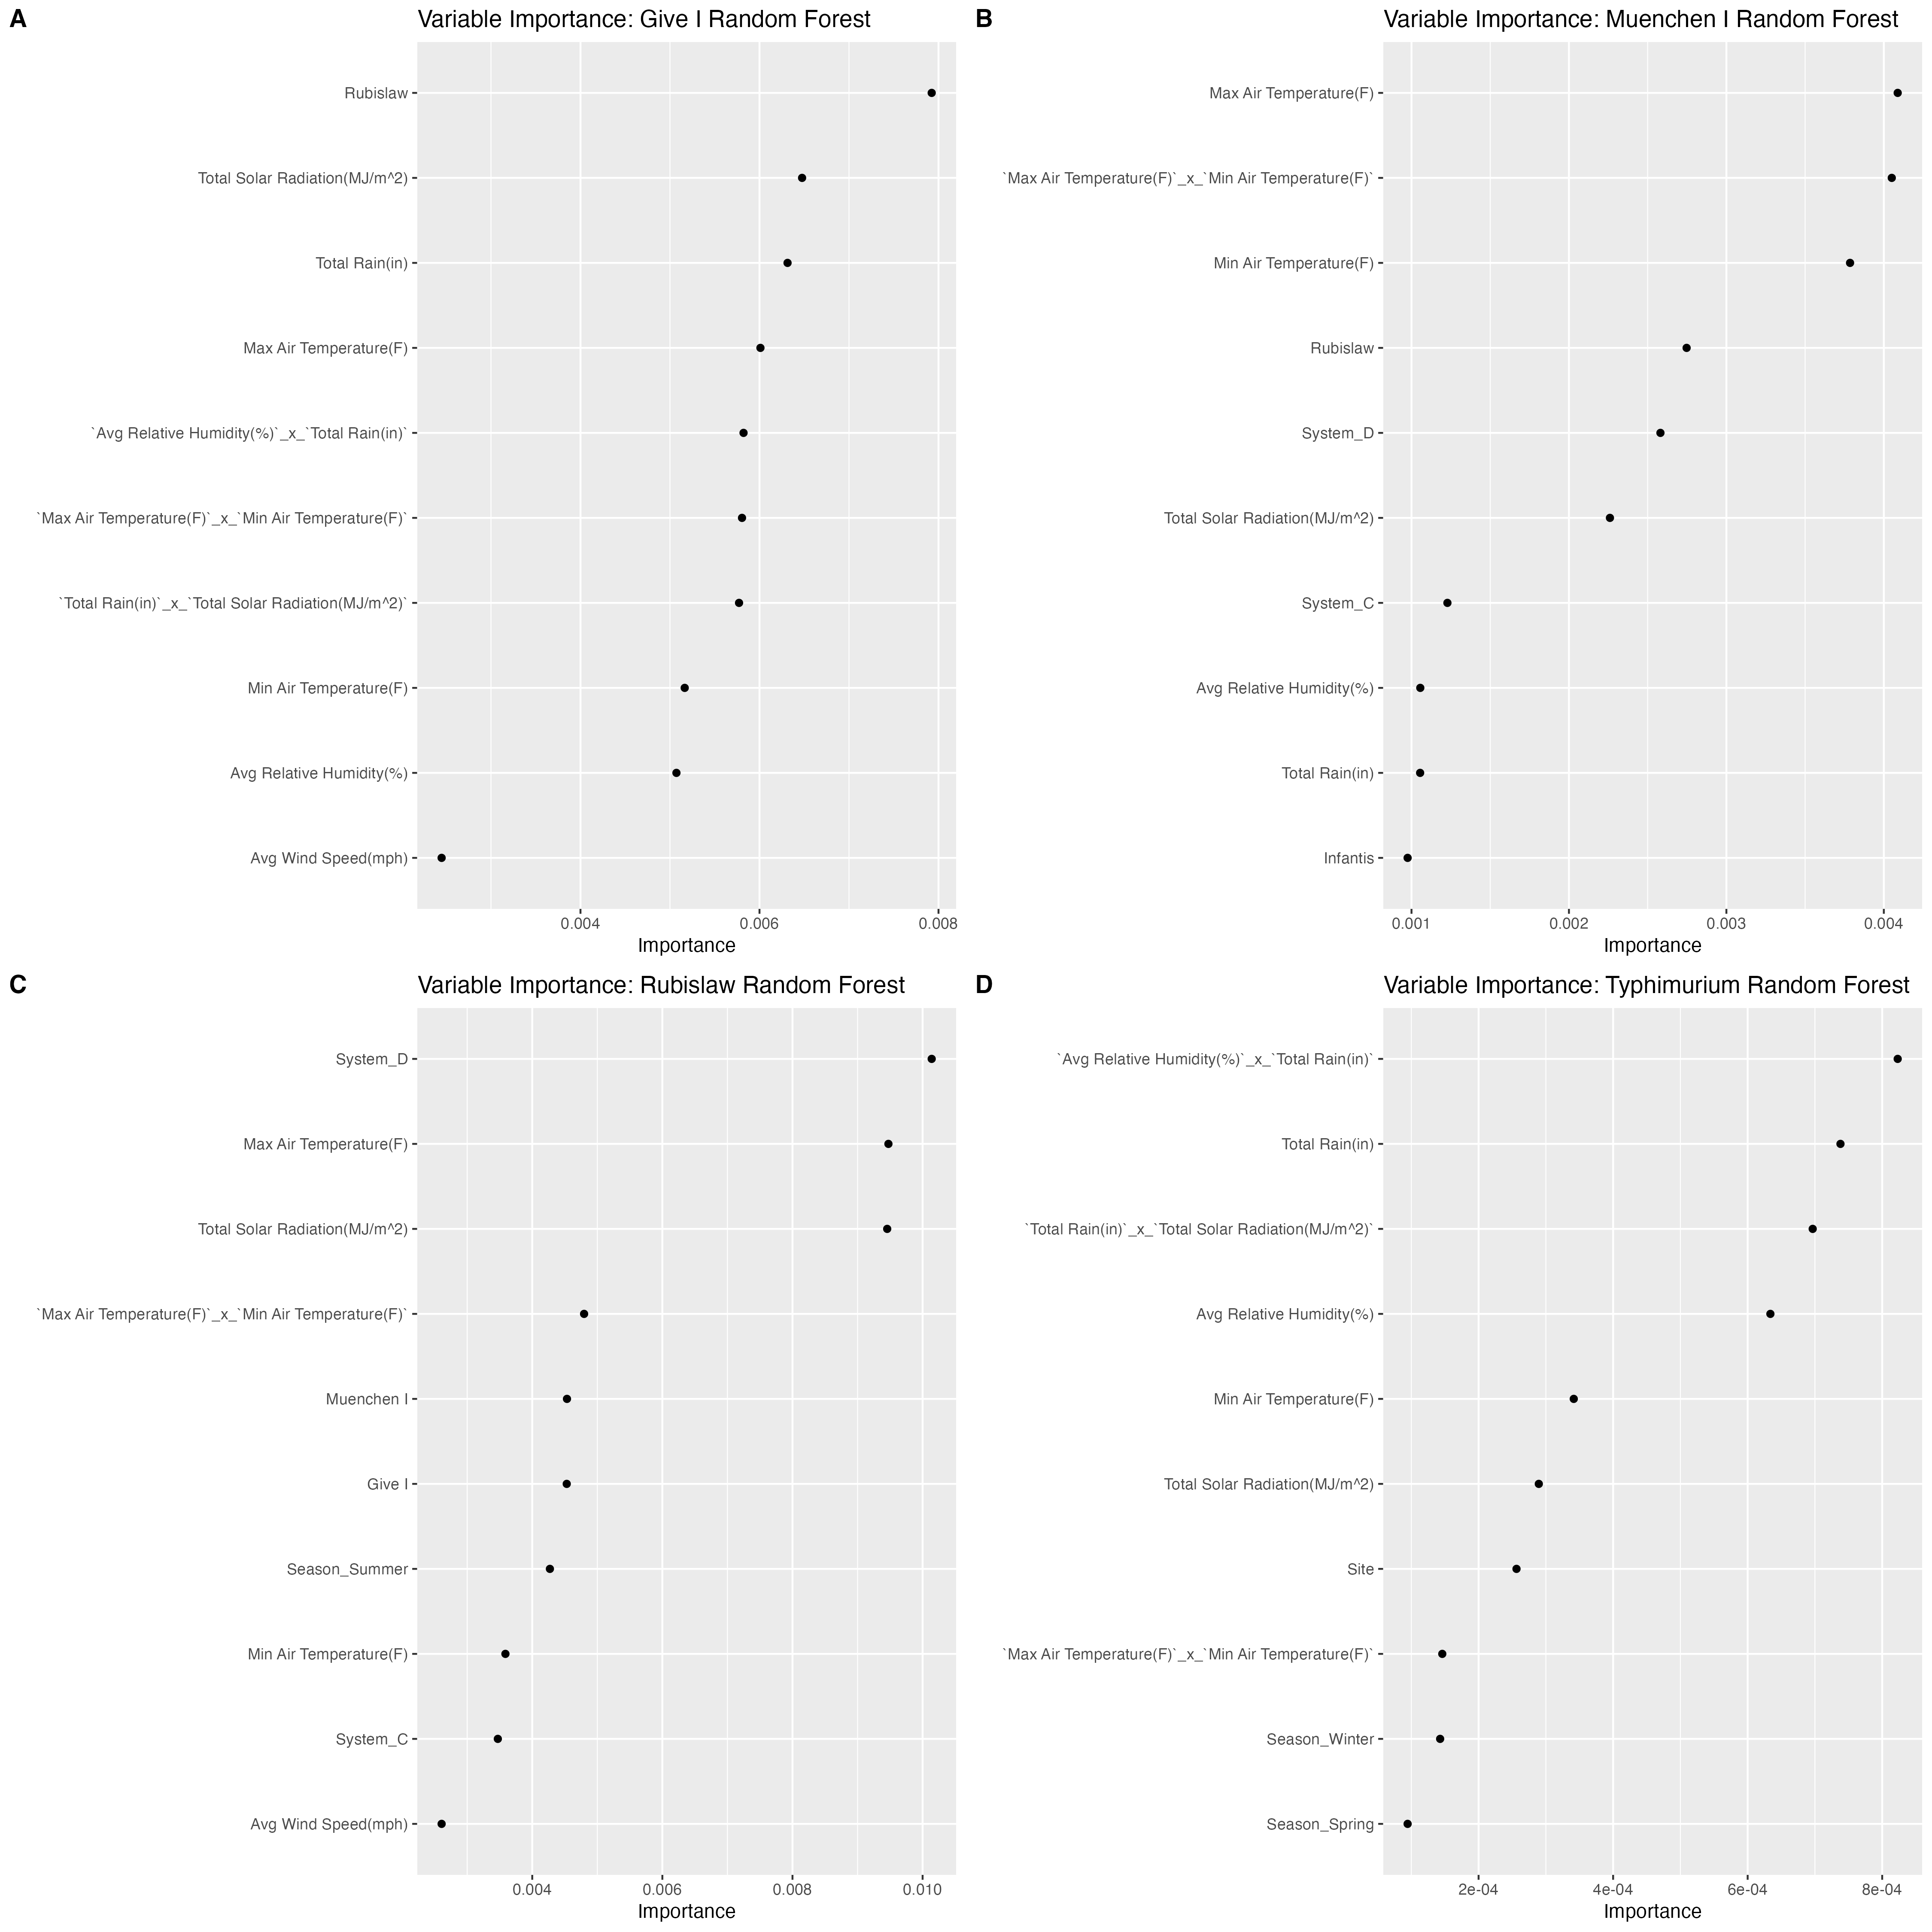 A
Variable Importance: Give I Random Forest
Rubislaw
Total Solar Radiation(MJ/m^2)
Total Rain(in)
Max Air Temperature(F)
`Avg Relative Humidity(%)`_x_`Total Rain(in)`
`Max Air Temperature(F)`_x_`Min Air Temperature(F)`
`Total Rain(in)`_x_`Total Solar Radiation(MJ/m^2)`
Min Air Temperature(F)
Avg Relative Humidity(%)
Avg Wind Speed(mph)
0.004 0.006 0.008
Importance
B
Variable Importance: Muenchen I Random Forest
Max Air Temperature(F)
`Max Air Temperature(F)`_x_`Min Air Temperature(F)`
Min Air Temperature(F)
Rubislaw
System_D
Total Solar Radiation(MJ/m^2)
System_C
Avg Relative Humidity(%)
Total Rain(in)
Infantis
0.001 0.002 0.003 0.004
Importance
C
Variable Importance: Rubislaw Random Forest
System_D
Max Air Temperature(F)
Total Solar Radiation(MJ/m^2)
`Max Air Temperature(F)`_x_`Min Air Temperature(F)`
Muenchen I
Give I
Season_Summer
Min Air Temperature(F)
System_C
Avg Wind Speed(mph)
0.004 0.006 0.008 0.010
Importance
D
Variable Importance: Typhimurium Random Forest
`Avg Relative Humidity(%)`_x_`Total Rain(in)`
Total Rain(in)
`Total Rain(in)`_x_`Total Solar Radiation(MJ/m^2)`
Avg Relative Humidity(%)
Min Air Temperature(F)
Total Solar Radiation(MJ/m^2)
Site
`Max Air Temperature(F)`_x_`Min Air Temperature(F)`
Season_Winter
Season_Spring
2e-04 4e-04 6e-04 8e-04
Importance